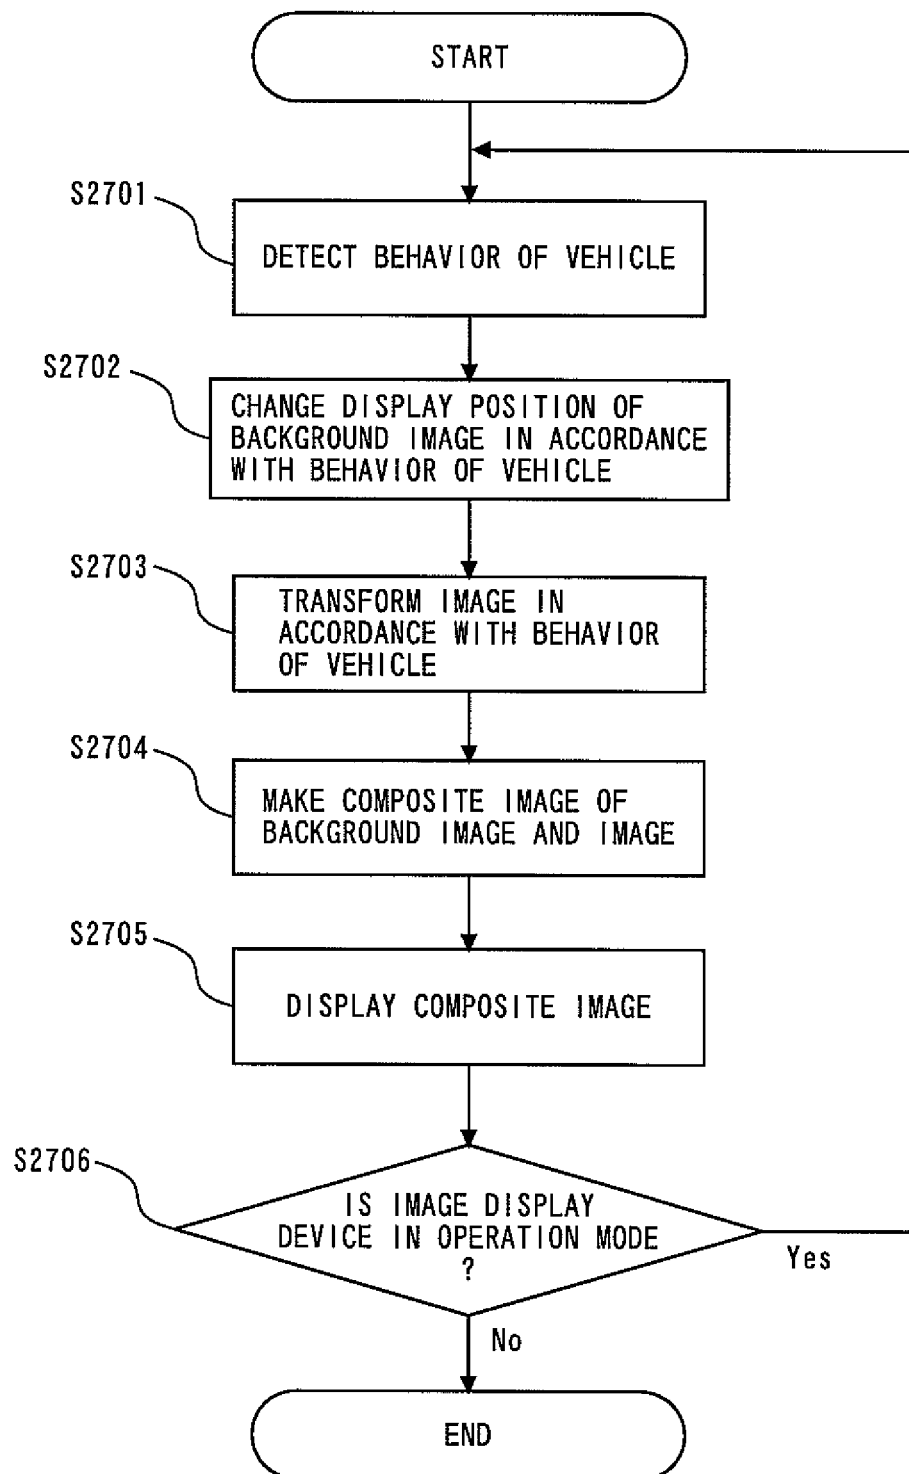 START
S2701
DETECT BEHAVIOR OF VEHICLE
S2702
CHANGE DISPLAY POSITION OF
BACKGROUND IMAGE IN ACCORDANCE
WITH BEHAVIOR OF VEHICLE
S2703
TRANSFORM IMAGE IN
ACCORDANCE WITH BEHAVIOR
OF VEHICLE
S2704
MAKE COMPOSITE IMAGE OF
BACKGROUND IMAGE AND IMAGE
S2705
DISPLAY COMPOSITE IMAGE
S2706
IS IMAGE DISPLAY
DEVICE IN OPERATION MODE
?
Yes
No
END